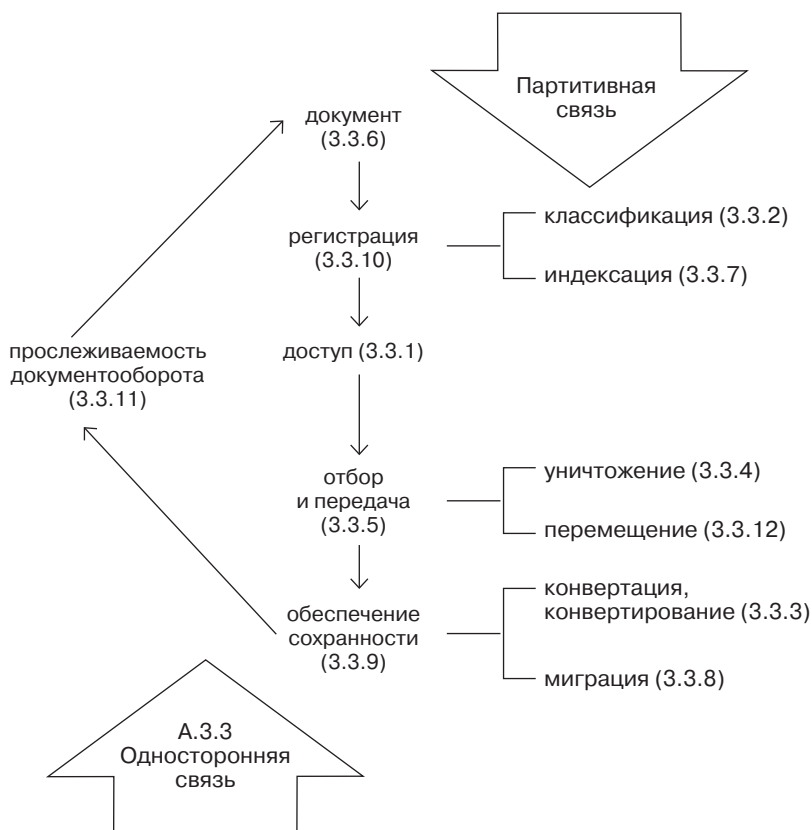 Партитивная
связь
документ
(3.3.6)
регистрация
(3.3.10)
классификация (3.3.2)
индексация (3.3.7)
прослеживаемость
документооборота
(3.3.11)
доступ (3.3.1)
отбор
и передача
(3.3.5)
уничтожение (3.3.4)
перемещение (3.3.12)
обеспечение
сохранности
(3.3.9)
конвертация,
конвертирование (3.3.3)
миграция (3.3.8)
А.3.3
Односторонняя
связь